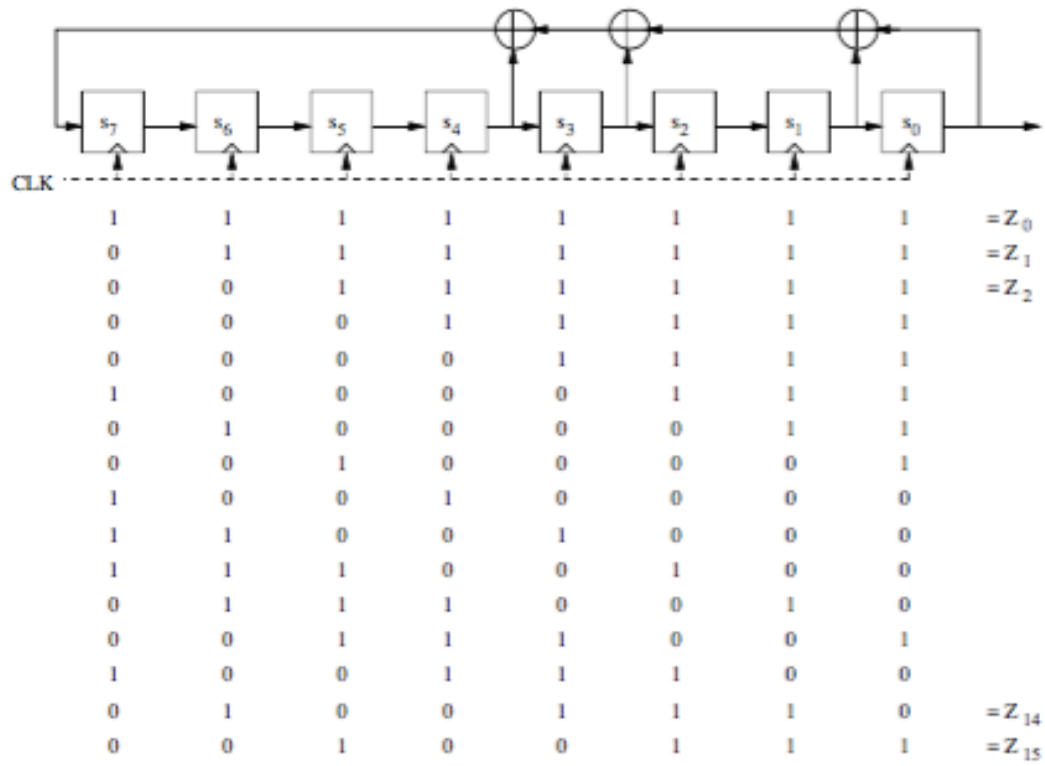 s7 s6 s5 s4 s3 s2 s1 s0
CLK
1 1 1 1 1 1 1 1 = Z 0
0 1 1 1 1 1 1 1 = Z 1
0 0 1 1 1 1 1 1 = Z 2
0 0 0 1 1 1 1 1
0 0 0 0 1 1 1 1
1 0 0 0 0 1 1 1
0 1 0 0 0 0 1 1
0 0 1 0 0 0 0 1
1 0 0 1 0 0 0 0
1 1 0 0 1 0 0 0
1 1 1 0 0 1 0 0
0 1 1 1 0 0 1 0
0 0 1 1 1 0 0 1
1 0 0 1 1 1 0 0
0 1 0 0 1 1 1 0 = Z 14
0 0 1 0 0 1 1 1 = Z 15